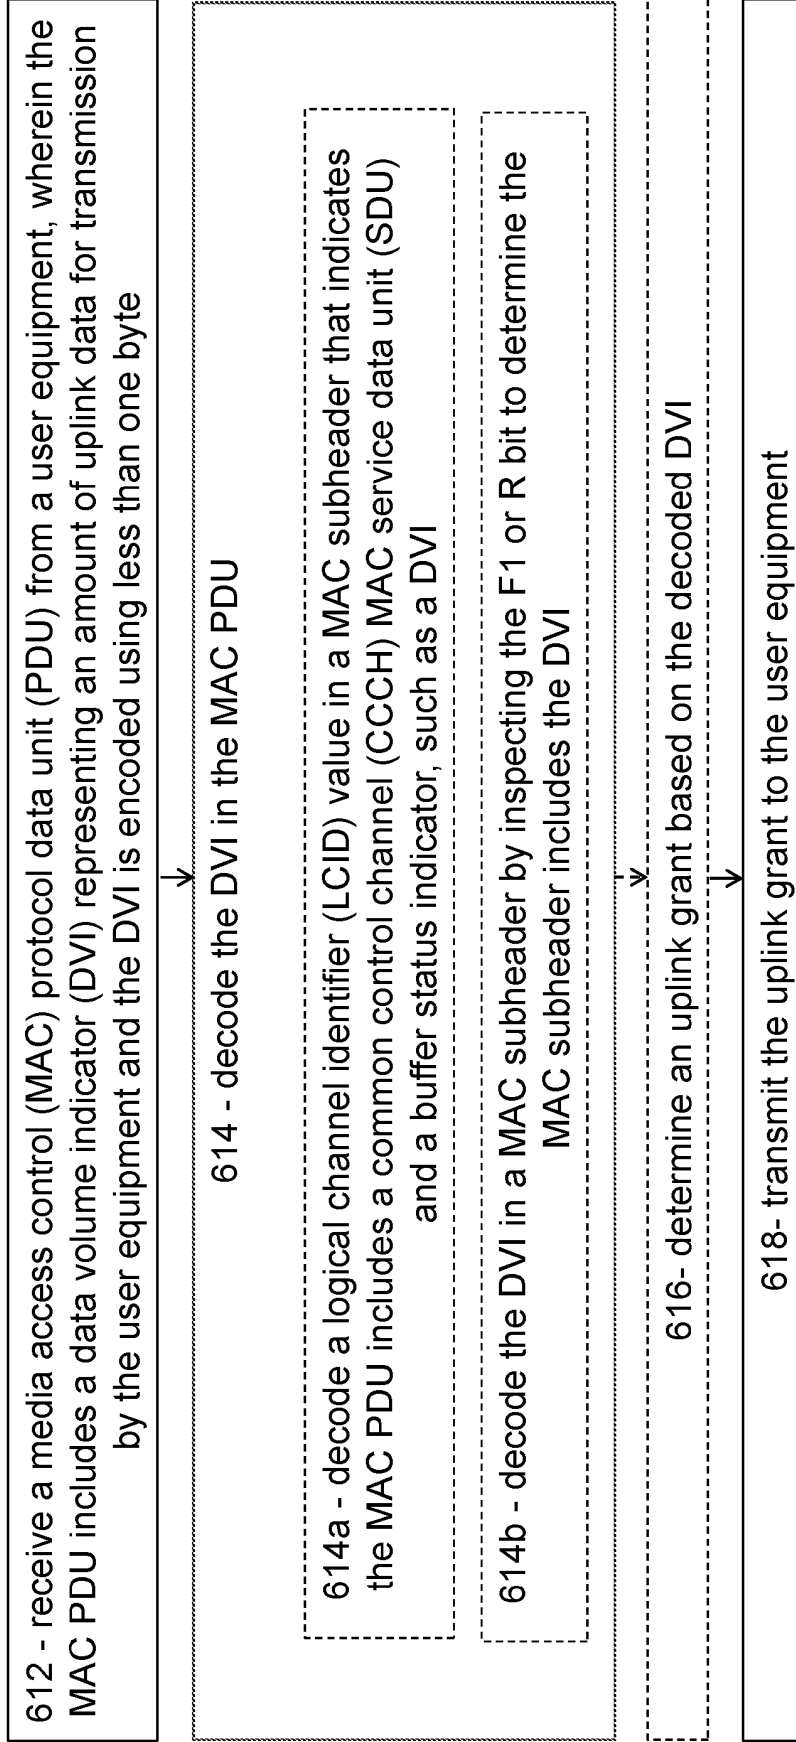 612 - receive a media access control (MAC) protocol data unit (PDU) from a user equipment, wherein the
MAC PDU includes a data volume indicator (DVI) representing an amount of uplink data for transmission
by the user equipment and the DVI is encoded using less than one byte
614 - decode the DVI in the MAC PDU
614a - decode a logical channel identifier (LCID) value in a MAC subheader that indicates
the MAC PDU includes a common control channel (CCCH) MAC service data unit (SDU)
and a buffer status indicator, such as a DVI
614b - decode the DVI in a MAC subheader by inspecting the F1 or R bit to determine the
MAC subheader includes the DVI
616- determine an uplink grant based on the decoded DVI
618- transmit the uplink grant to the user equipment